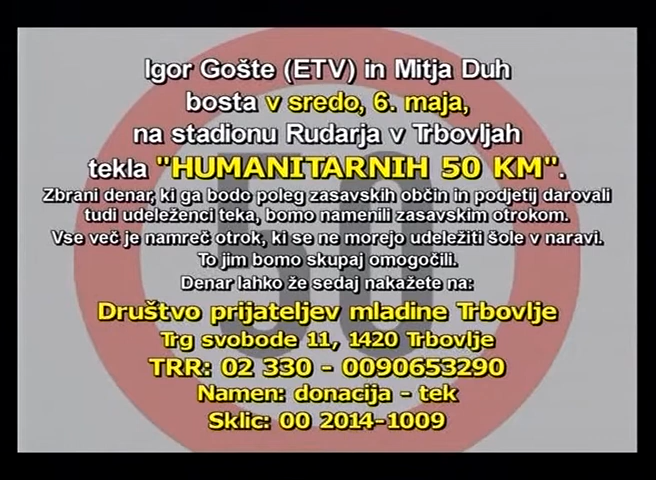 Igor Gošte (ETV) in Mitja Duh
bosta v sredo, 6. maja,
na stadionu Rudarja v Trbovljah
tekla "HUMANITARNIH 50 KM".
Zbrani denar, ki ga bodo poleg zasavskih občin in podjetij darovali
tudi udeleženci teka, bomo namenili zasavskim otrokom.
Vse več je namreč otrok, ki se ne morejo udeležiti šole v naravi.
To jim bomo skupaj omogočili.
Denar lahko že sedaj nakažete na:
Društvo prijateljev mladine Trbovlje
Trg svobode 11, 1420 Trbovlje
TRR: 02 330 - 0090653290
Namen: donacija - tek
Sklic: 00 2014-1009
50